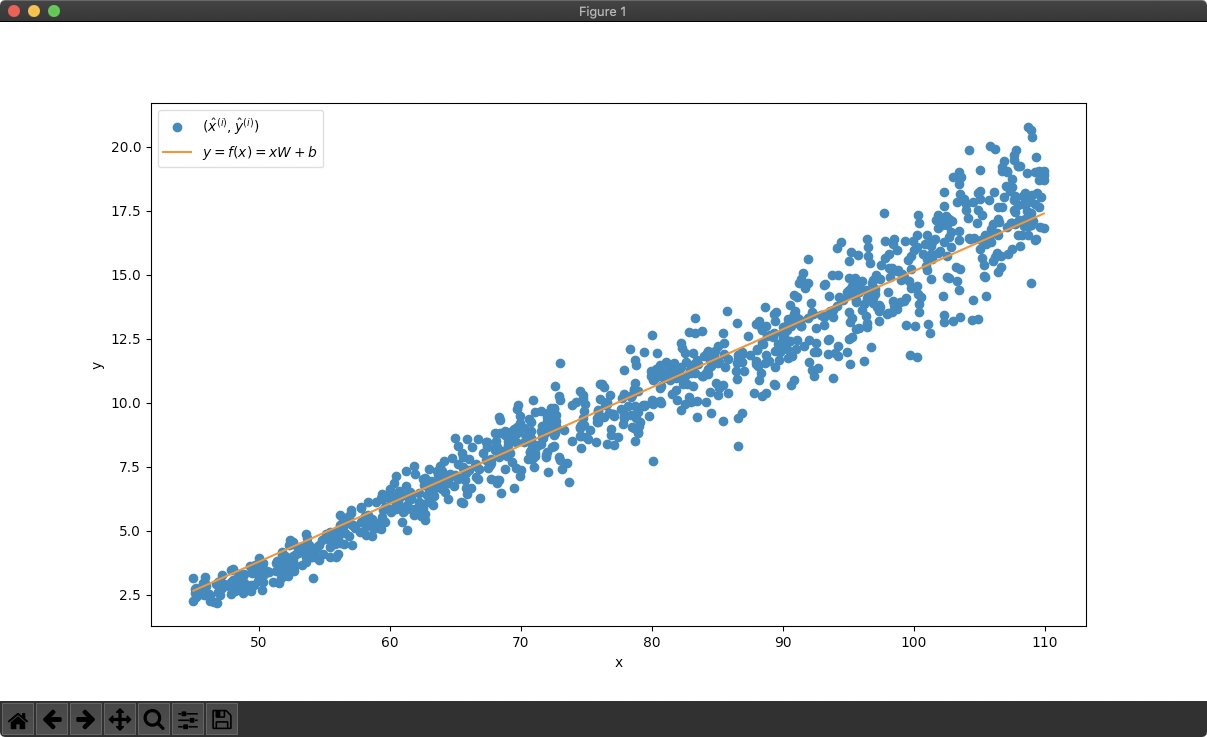 Figure 1
(x̂⁽ⁱ⁾, ŷ⁽ⁱ⁾)
y = f(x) = xW + b
20.0
17.5
15.0
12.5
10.0
7.5
5.0
2.5
y
50 60 70 80 90 100 110
x